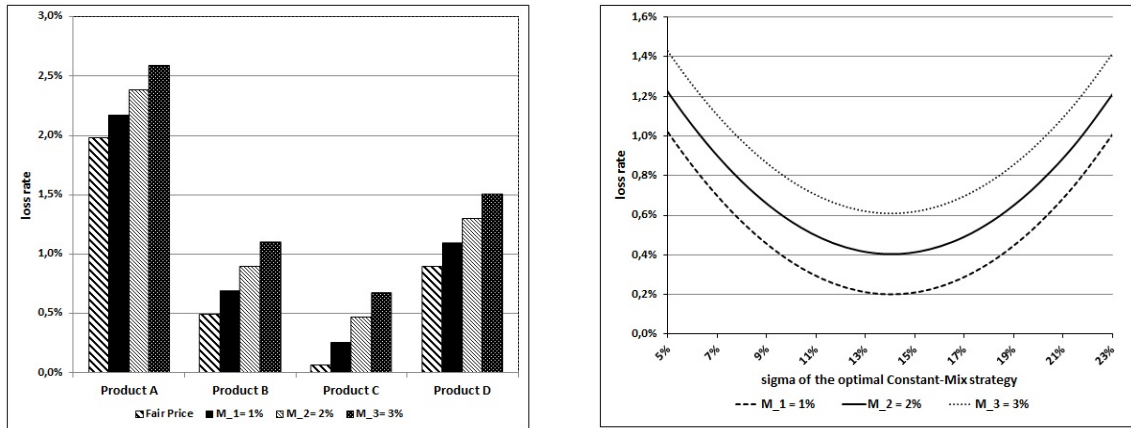 3,0%
2,5%
2,0%
1,5%
1,0%
0,5%
0,0%
loss rate
Product A Product B Product C Product D
Fair Price M_1= 1% M_2= 2% M_3= 3%
1,6%
1,4%
1,2%
1,0%
0,8%
0,6%
0,4%
0,2%
0,0%
loss rate
5% 7% 9% 11% 13% 15% 17% 19% 21% 23%
sigma of the optimal Constant-Mix strategy
M_1 = 1% M_2 = 2% M_3 = 3%